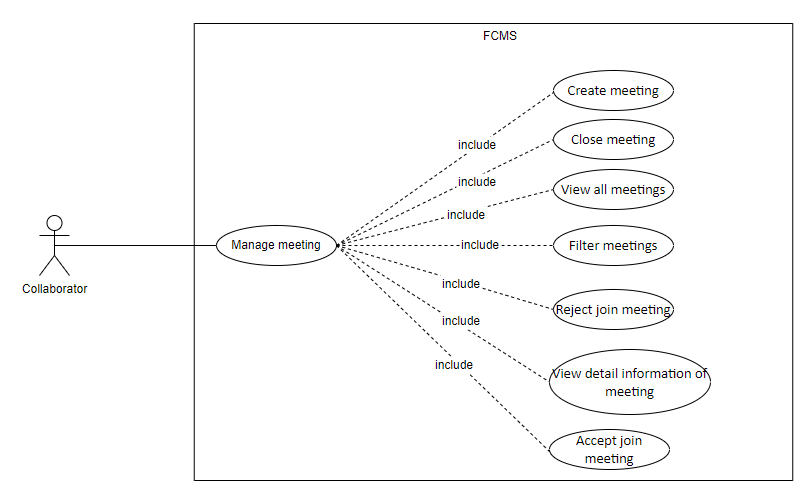 FCMS
Create meeting
include
Close meeting
include
View all meetings
include
Manage meeting
include
Filter meetings
Collaborator
include
Reject join meeting
include
View detail information of
meeting
include
Accept join
meeting